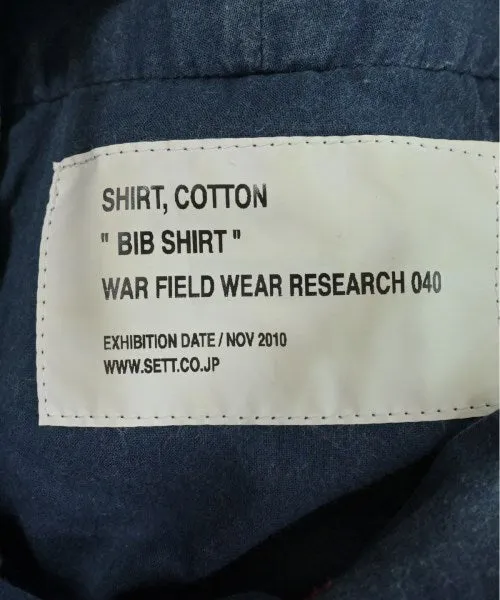 SHIRT, COTTON
" BIB SHIRT "
WAR FIELD WEAR RESEARCH 040
EXHIBITION DATE / NOV 2010
WWW.SETT.CO.JP